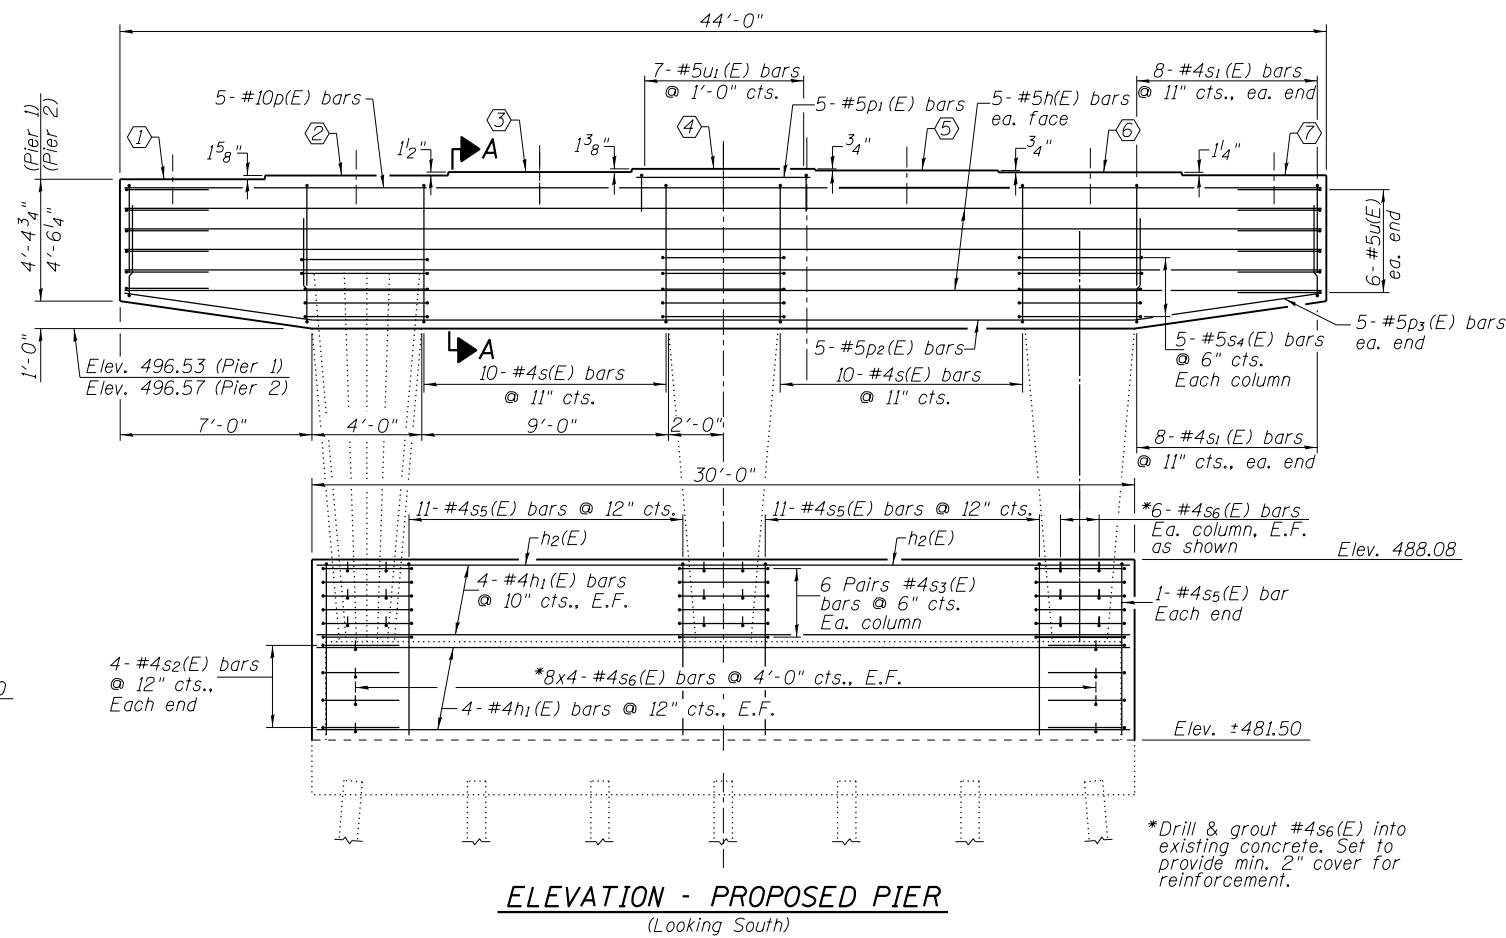 44'-0"
7- #5u1(E) bars
@ 1'-0" cts.
8- #4s1(E) bars
@ 11" cts., ea. end
5- #10p(E) bars
5- #5p1(E) bars
5- #5h(E) bars
ea. face
(Pier 1)
(Pier 2)
1
2
3
4
5
6
7
1 5/8"
1 1/2"
A
1 3/8"
3/4"
3/4"
1 1/4"
4'-4 3/4"
4'-6 1/4"
6- #5u(E)
ea. end
1'-0"
Elev. 496.53 (Pier 1)
Elev. 496.57 (Pier 2)
A
5- #5p2(E) bars
5- #5s4(E) bars
@ 6" cts.
Each column
5- #5p3(E) bars
ea. end
10- #4s(E) bars
@ 11" cts.
10- #4s(E) bars
@ 11" cts.
7'-0"
4'-0"
9'-0"
2'-0"
8- #4s1(E) bars
@ 11" cts., ea. end
30'-0"
11- #4s5(E) bars @ 12" cts.
11- #4s5(E) bars @ 12" cts.
*6- #4s6(E) bars
Ea. column, E.F.
as shown
h2(E)
h2(E)
Elev. 488.08
4- #4h1(E) bars
@ 10" cts., E.F.
6 Pairs #4s3(E)
bars @ 6" cts.
Ea. column
1- #4s5(E) bar
Each end
4- #4s2(E) bars
@ 12" cts.,
Each end
*8x4- #4s6(E) bars @ 4'-0" cts., E.F.
4- #4h1(E) bars @ 12" cts., E.F.
Elev. ±481.50
*Drill & grout #4s6(E) into
existing concrete. Set to
provide min. 2" cover for
reinforcement.
ELEVATION - PROPOSED PIER
(Looking South)